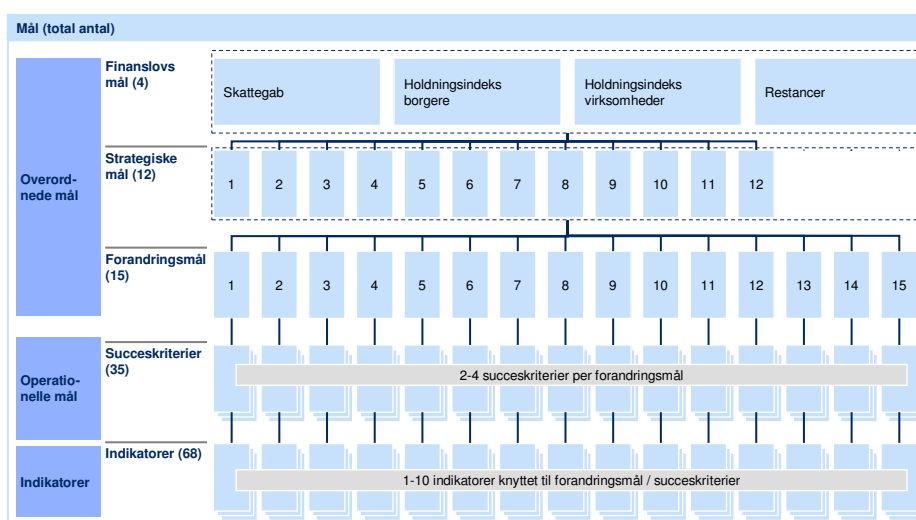 Mål (total antal)
Finanslovs
mål (4)
Skattegab
Holdningsindeks
borgere
Holdningsindeks
virksomheder
Restancer
Overord-
nede mål
Strategiske
mål (12)
1 2 3 4 5 6 7 8 9 10 11 12
Forandringsmål
(15)
1 2 3 4 5 6 7 8 9 10 11 12 13 14 15
Operatio-
nelle mål
Succeskriterier
(35)
2-4 succeskriterier per forandringsmål
Indikatorer
Indikatorer (68)
1-10 indikatorer knyttet til forandringsmål / succeskriterier